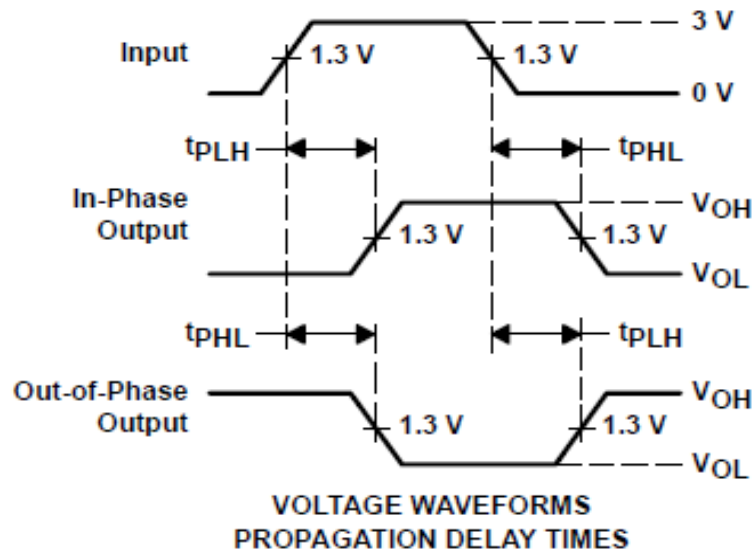 3 V
Input
1.3 V
1.3 V
0 V
tPLH
tPHL
In-Phase
Output
VOH
1.3 V
1.3 V
VOL
tPHL
tPLH
Out-of-Phase
Output
VOH
1.3 V
1.3 V
VOL
VOLTAGE WAVEFORMS
PROPAGATION DELAY TIMES